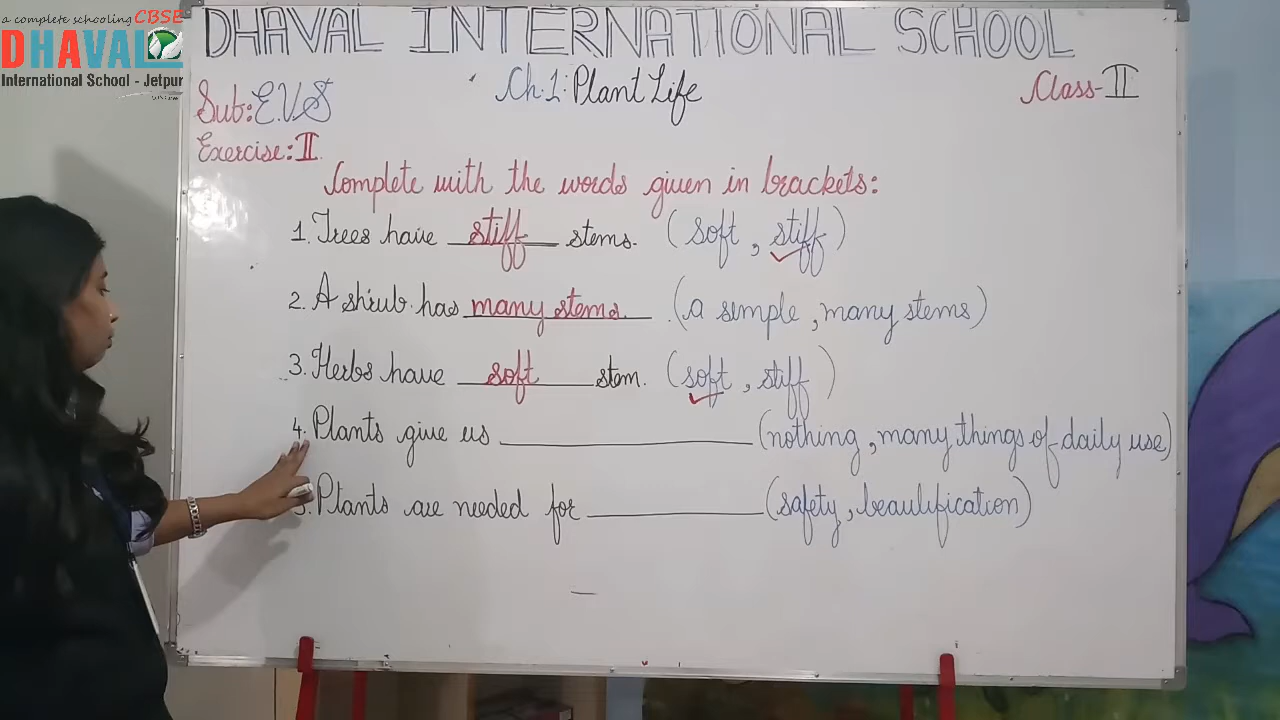 a complete schooling CBSE
DHAVAL
International School - Jetpur
DHAVAL INTERNATIONAL SCHOOL
Sub: E.V.S
Ch.1: Plant Life
Class-II
Exercise: II
Complete with the words given in brackets:
1. Trees have stiff stems. (soft, stiff)
2. A shrub has many stems. (a simple, many stems)
3. Herbs have soft stem. (soft, stiff)
4. Plants give us ____ (nothing, many things of daily use)
5. Plants are needed for ____ (safety, beautification)